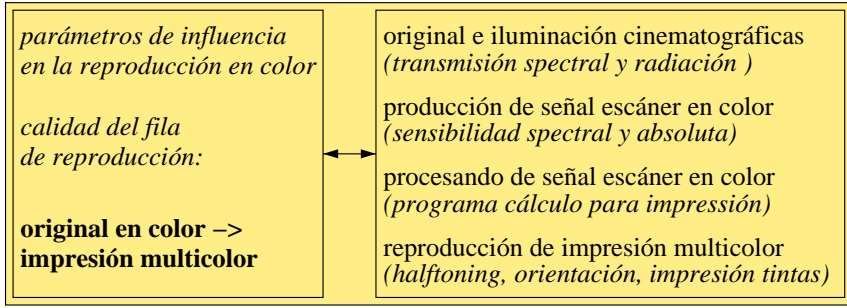 parámetros de influencia
en la reproducción en color
calidad del fila
de reproducción:
original en color −>
impresión multicolor
original e iluminación cinematográficas
(transmisión spectral y radiación )
producción de señal escáner en color
(sensibilidad spectral y absoluta)
procesando de señal escáner en color
(programa cálculo para impressión)
reproducción de impresión multicolor
(halftoning, orientación, impresión tintas)